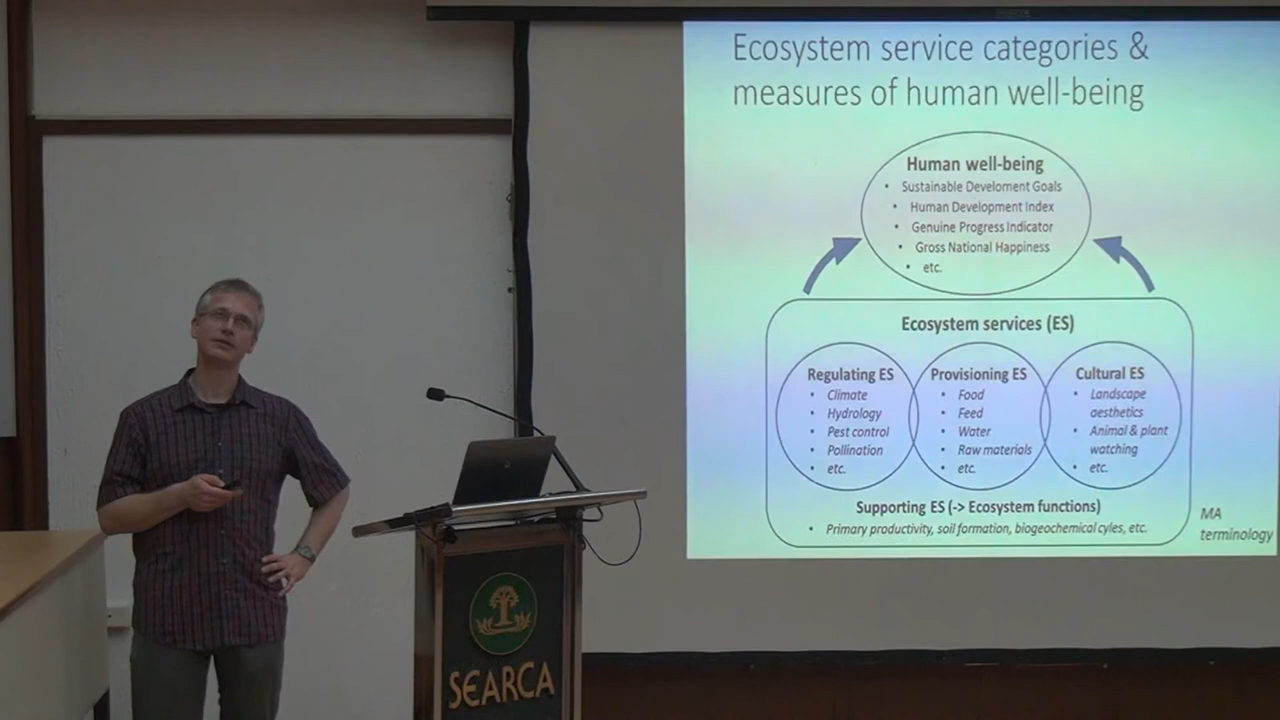 Ecosystem service categories &
measures of human well-being
Human well-being
• Sustainable Develoment Goals
• Human Development Index
• Genuine Progress Indicator
• Gross National Happiness
• etc.
Ecosystem services (ES)
Regulating ES
• Climate
• Hydrology
• Pest control
• Pollination
• etc.
Provisioning ES
• Food
• Feed
• Water
• Raw materials
• etc.
Cultural ES
• Landscape
aesthetics
• Animal & plant
watching
• etc.
Supporting ES (-> Ecosystem functions)
• Primary productivity, soil formation, biogeochemical cyles, etc.
MA
terminology
SEARCA